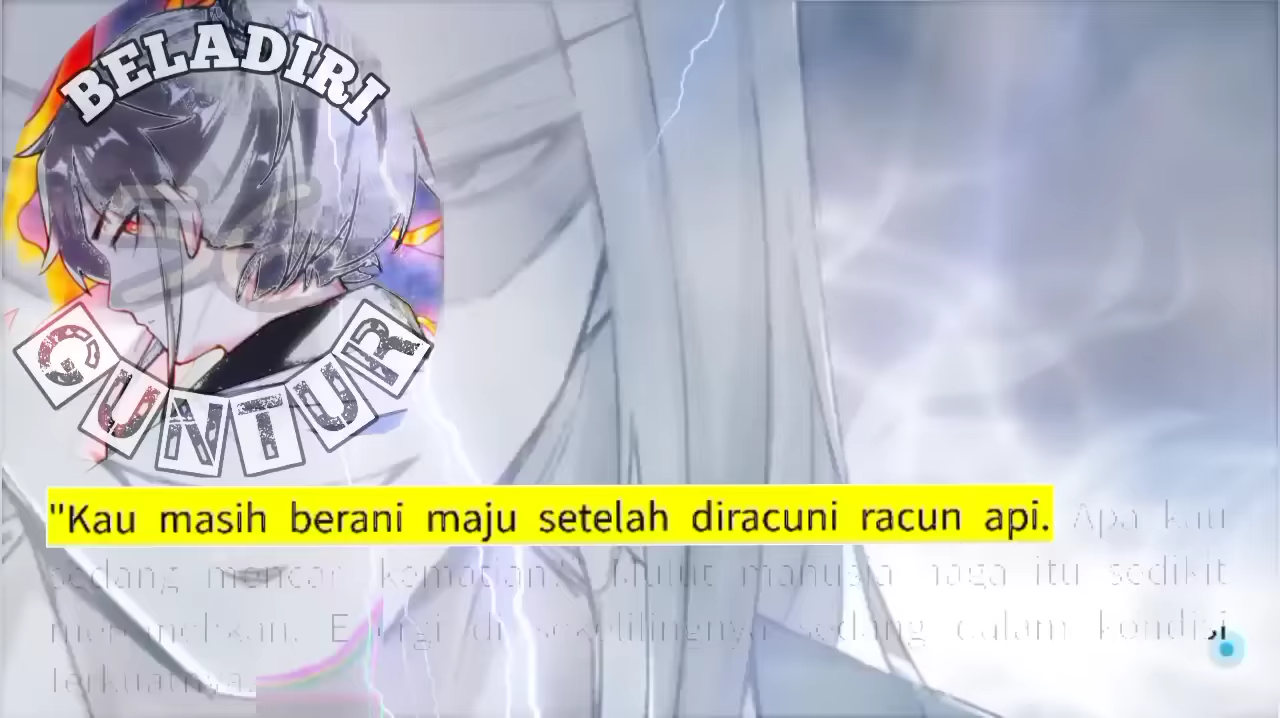 BELADIRI
GUNTUR
"Kau masih berani maju setelah diracuni racun api. Apa kau
sedang mencari kematian." Mulut manusia naga itu sedikit
Energi di sekelilingnya sedang dalam kondisi
terkuatnya.